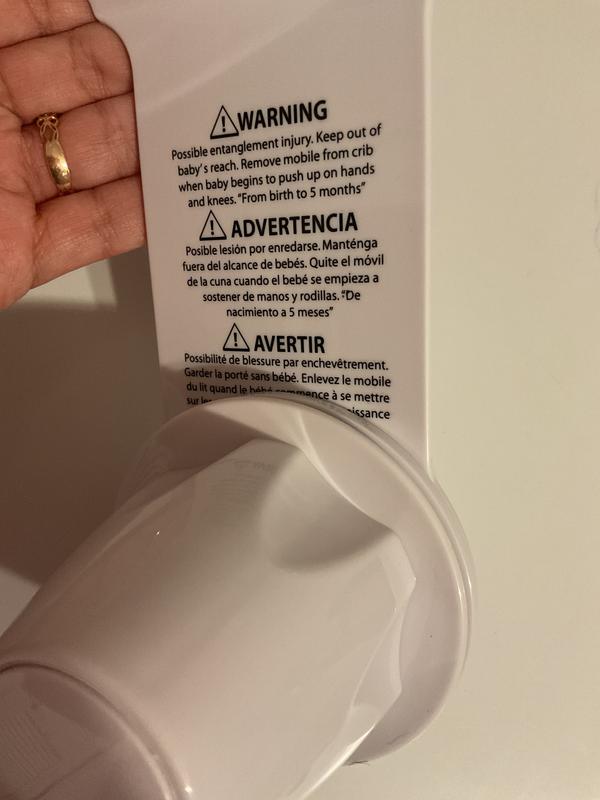 WARNING
Possible entanglement injury. Keep out of
baby's reach. Remove mobile from crib
when baby begins to push up on hands
and knees. "From birth to 5 months"
ADVERTENCIA
Posible lesión por enredarse. Manténga
fuera del alcance de bebés. Quite el móvil
de la cuna cuando el bebé se empieza a
sostener de manos y rodillas. "De
nacimiento a 5 meses"
AVERTIR
Possibilité de blessure par enchevêtrement.
Garder la porté sans bébé. Enlevez le mobile
du lit quand le bébé commence à se mettre
sur